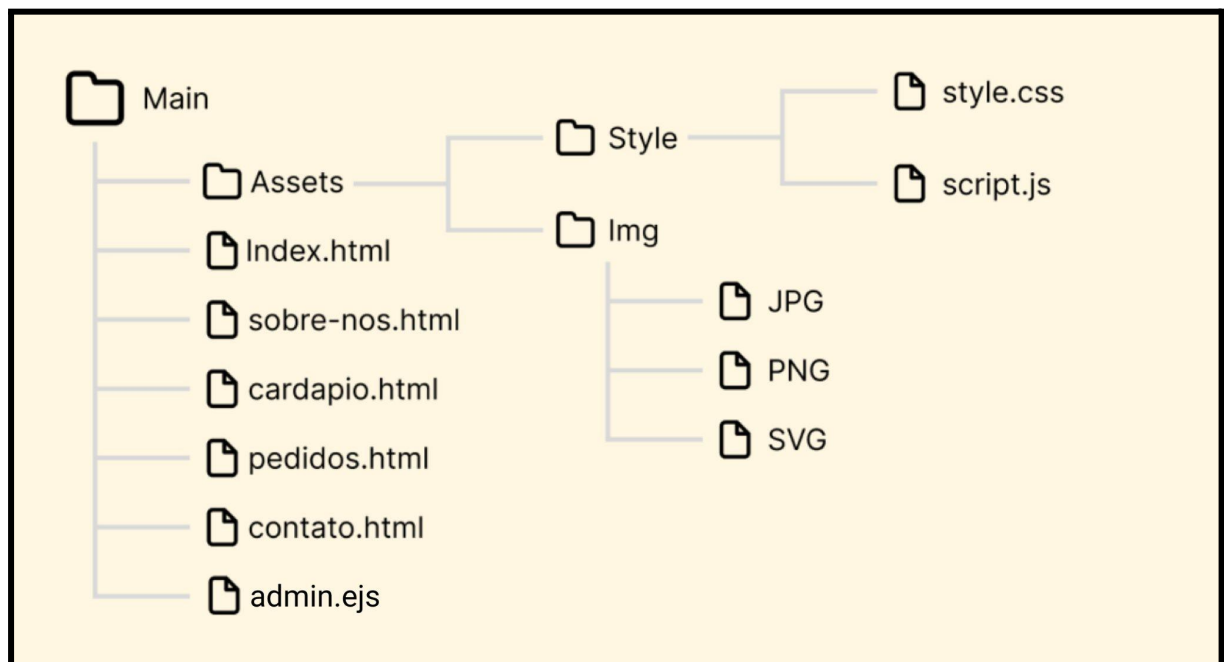 Main
Assets
Index.html
sobre-nos.html
cardapio.html
pedidos.html
contato.html
admin.ejs
Style
style.css
script.js
Img
JPG
PNG
SVG